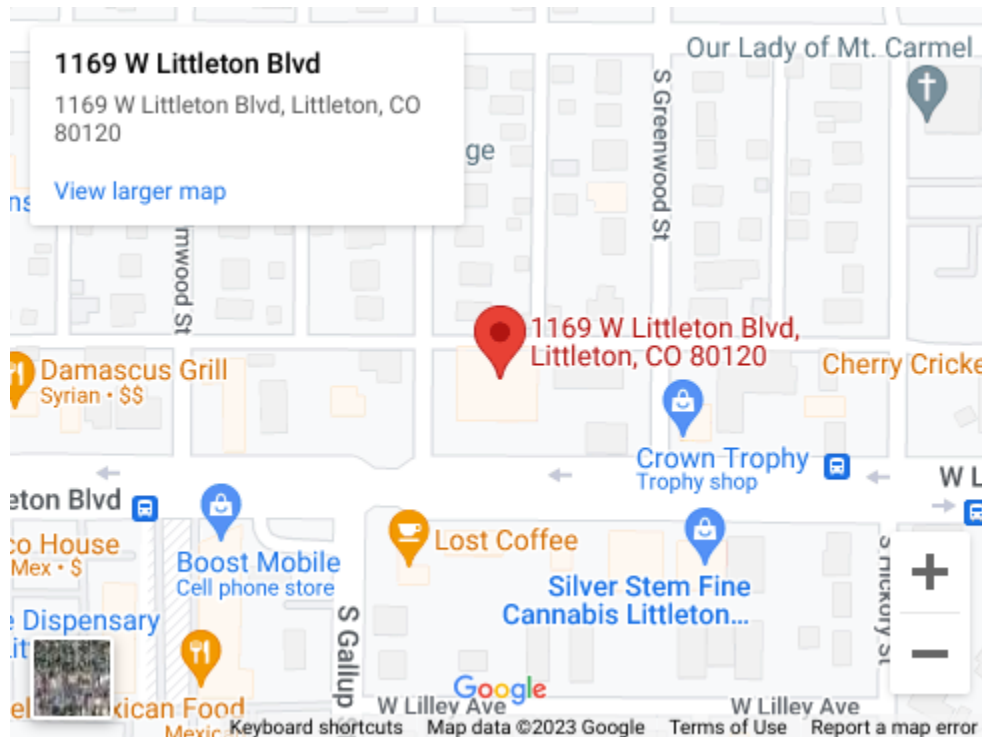 1169 W Littleton Blvd
1169 W Littleton Blvd, Littleton, CO
80120
View larger map
Our Lady of Mt. Carmel
S Greenwood St
ge
ns
mwood St
1169 W Littleton Blvd,
Littleton, CO 80120
Damascus Grill
Syrian • $$
Cherry Cricke
Crown Trophy
Trophy shop
eton Blvd
W L
co House
Mex • $
Boost Mobile
Cell phone store
Lost Coffee
Silver Stem Fine
Cannabis Littleton...
S Hickory St
e Dispensary
Lit
S Gallup S
el
xican Food
Mexica
Google
W Lilley Ave
W Lilley Ave
Keyboard shortcuts
Map data ©2023 Google
Terms of Use
Report a map error